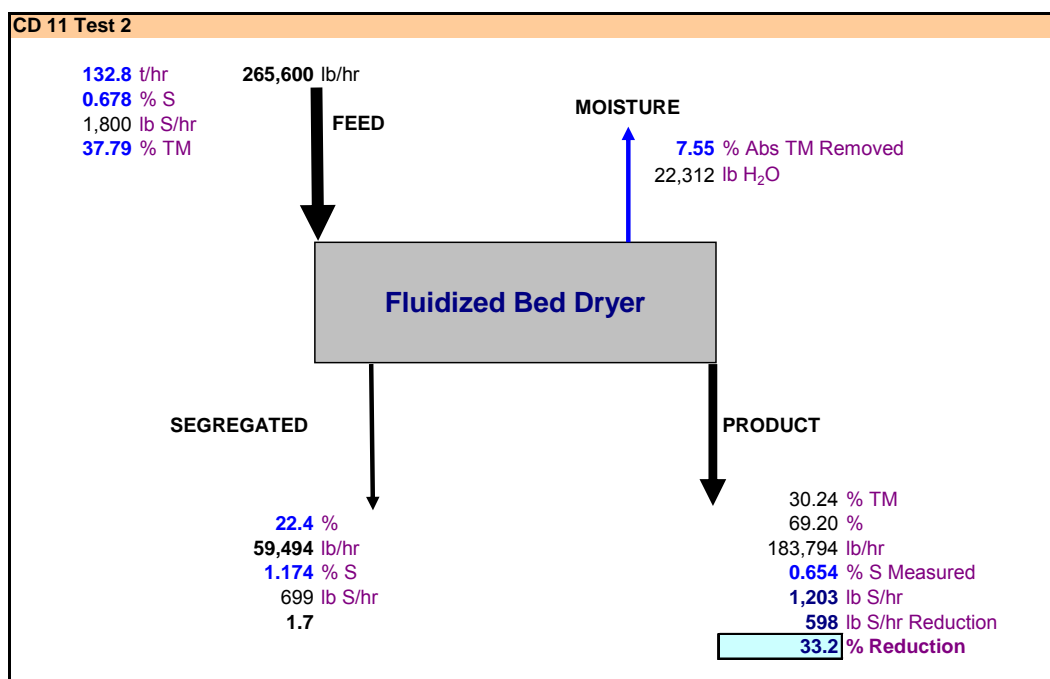 CD 11 Test 2
132.8 t/hr 265,600 lb/hr
0.678 % S
1,800 lb S/hr
37.79 % TM
FEED
MOISTURE
7.55 % Abs TM Removed
22,312 lb H₂O
Fluidized Bed Dryer
SEGREGATED
22.4 %
59,494 lb/hr
1.174 % S
699 lb S/hr
1.7
PRODUCT
30.24 % TM
69.20 %
183,794 lb/hr
0.654 % S Measured
1,203 lb S/hr
598 lb S/hr Reduction
33.2 % Reduction